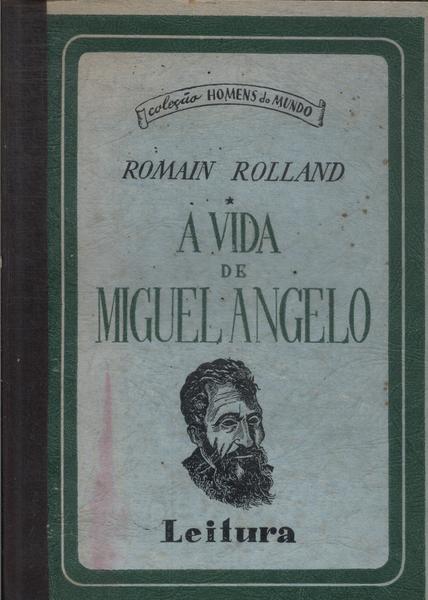 coleção HOMENS do MUNDO
ROMAIN ROLLAND
A VIDA
DE
MIGUEL ANGELO
Leitura